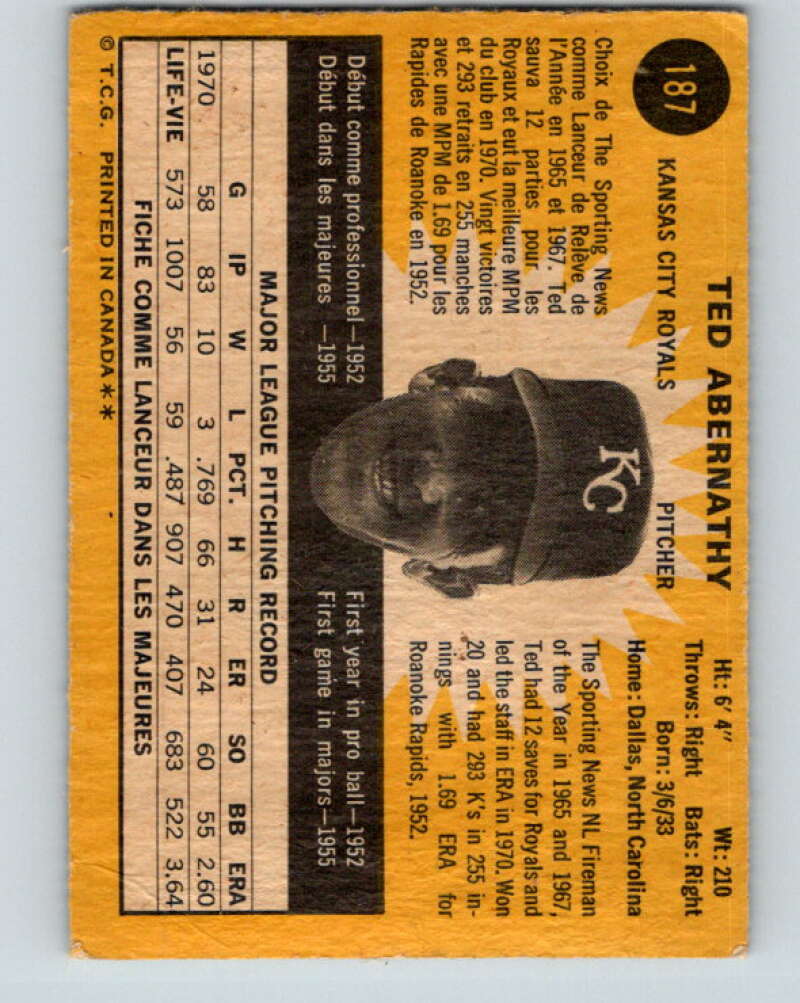 187
TED ABERNATHY
KANSAS CITY ROYALS PITCHER
Ht: 6' 4" Wt: 210
Throws: Right Bats: Right
Born: 3/6/33
Home: Dallas, North Carolina
Choix de The Sporting News
comme Lanceur de Relève de
l'Année en 1965 et 1967. Ted
sauva 12 parties pour les
Royaux et eut la meilleure MPM
du club en 1970. Vingt victoires
et 293 retraits en 255 manches
avec une MPM de 1.69 pour les
Rapides de Roanoke en 1952.
KC
The Sporting News NL Fireman
of the Year in 1965 and 1967,
Ted had 12 saves for Royals and
led the staff in ERA in 1970. Won
20 and had 293 K's in 255 in-
nings with 1.69 ERA for
Roanoke Rapids, 1952.
Début comme professionnel—1952
Début dans les majeures —1955
First year in pro ball—1952
First game in majors—1955
MAJOR LEAGUE PITCHING RECORD
G IP W L PCT. H R ER SO BB ERA
1970 58 83 10 3 .769 66 31 24 60 55 2.60
LIFE-VIE 573 1007 56 59 .487 907 470 407 683 522 3.64
FICHE COMME LANCEUR DANS LES MAJEURES
© T.C.G. PRINTED IN CANADA**